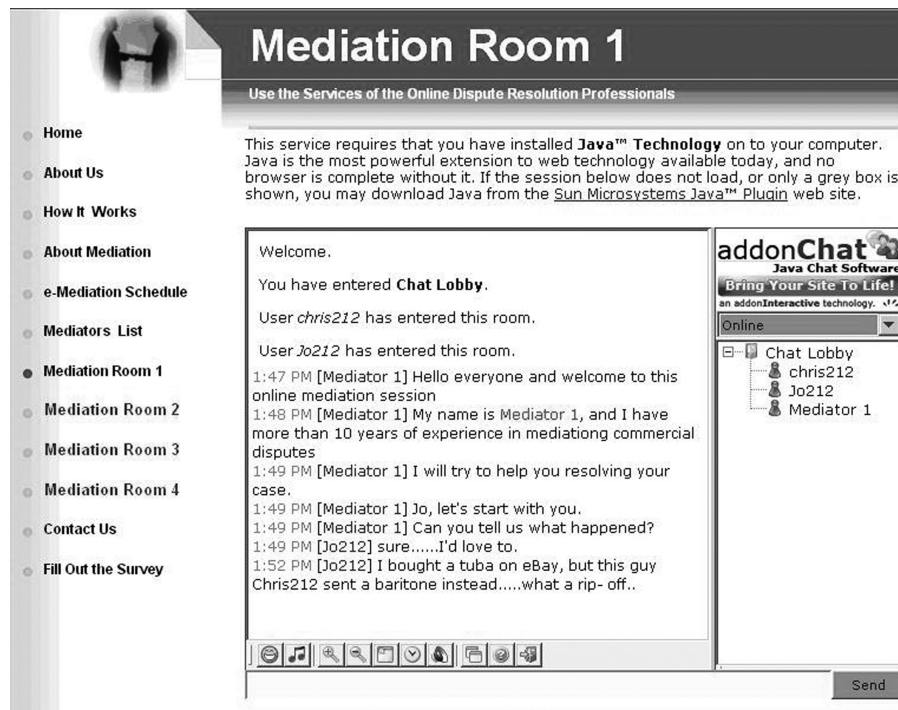 Mediation Room 1
Use the Services of the Online Dispute Resolution Professionals
Home
About Us
How It Works
About Mediation
e-Mediation Schedule
Mediators List
Mediation Room 1
Mediation Room 2
Mediation Room 3
Mediation Room 4
Contact Us
Fill Out the Survey
This service requires that you have installed Java™ Technology on to your computer.
Java is the most powerful extension to web technology available today, and no
browser is complete without it. If the session below does not load, or only a grey box is
shown, you may download Java from the Sun Microsystems Java™ Plugin web site.
Welcome.
You have entered Chat Lobby.
User chris212 has entered this room.
User Jo212 has entered this room.
1:47 PM [Mediator 1] Hello everyone and welcome to this
online mediation session
1:48 PM [Mediator 1] My name is Mediator 1, and I have
more than 10 years of experience in mediationg commercial
disputes
1:49 PM [Mediator 1] I will try to help you resolving your
case.
1:49 PM [Mediator 1] Jo, let's start with you.
1:49 PM [Mediator 1] Can you tell us what happened?
1:49 PM [Jo212] sure......I'd love to.
1:52 PM [Jo212] I bought a tuba on eBay, but this guy
Chris212 sent a baritone instead.....what a rip- off..
addonChat
Java Chat Software
Bring Your Site To Life!
an addonInteractive technology.
Online
Chat Lobby
chris212
Jo212
Mediator 1
Send